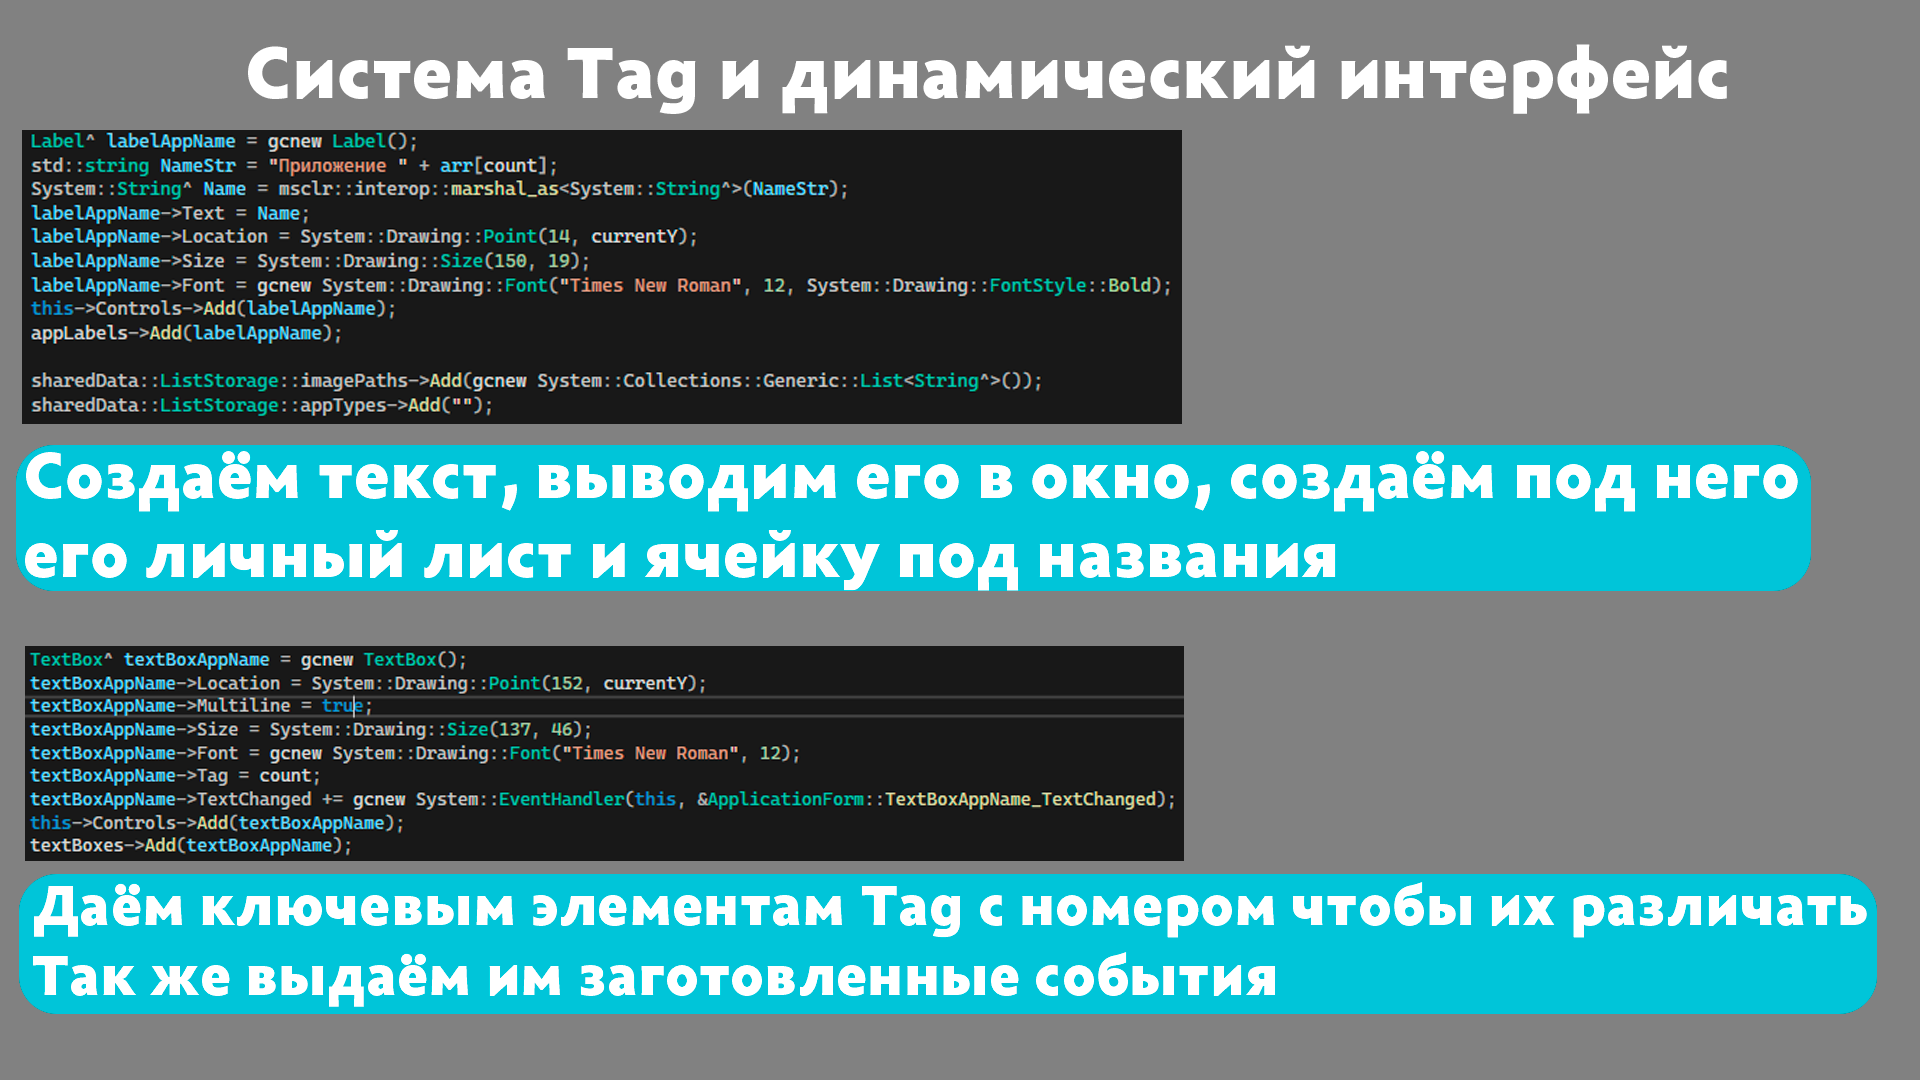 Система Tag и динамический интерфейс
Label^ labelAppName = gcnew Label();
std::string NameStr = "Приложение " + arr[count];
System::String^ Name = msclr::interop::marshal_as<System::String^>(NameStr);
labelAppName->Text = Name;
labelAppName->Location = System::Drawing::Point(14, currentY);
labelAppName->Size = System::Drawing::Size(150, 19);
labelAppName->Font = gcnew System::Drawing::Font("Times New Roman", 12, System::Drawing::FontStyle::Bold);
this->Controls->Add(labelAppName);
appLabels->Add(labelAppName);
sharedData::ListStorage::imagePaths->Add(gcnew System::Collections::Generic::List<String^>());
sharedData::ListStorage::appTypes->Add("");
Создаём текст, выводим его в окно, создаём под него
его личный лист и ячейку под названия
TextBox^ textBoxAppName = gcnew TextBox();
textBoxAppName->Location = System::Drawing::Point(152, currentY);
textBoxAppName->Multiline = true;
textBoxAppName->Size = System::Drawing::Size(137, 46);
textBoxAppName->Font = gcnew System::Drawing::Font("Times New Roman", 12);
textBoxAppName->Tag = count;
textBoxAppName->TextChanged += gcnew System::EventHandler(this, &ApplicationForm::TextBoxAppName_TextChanged);
this->Controls->Add(textBoxAppName);
textBoxes->Add(textBoxAppName);
Даём ключевым элементам Tag с номером чтобы их различать
Так же выдаём им заготовленные события